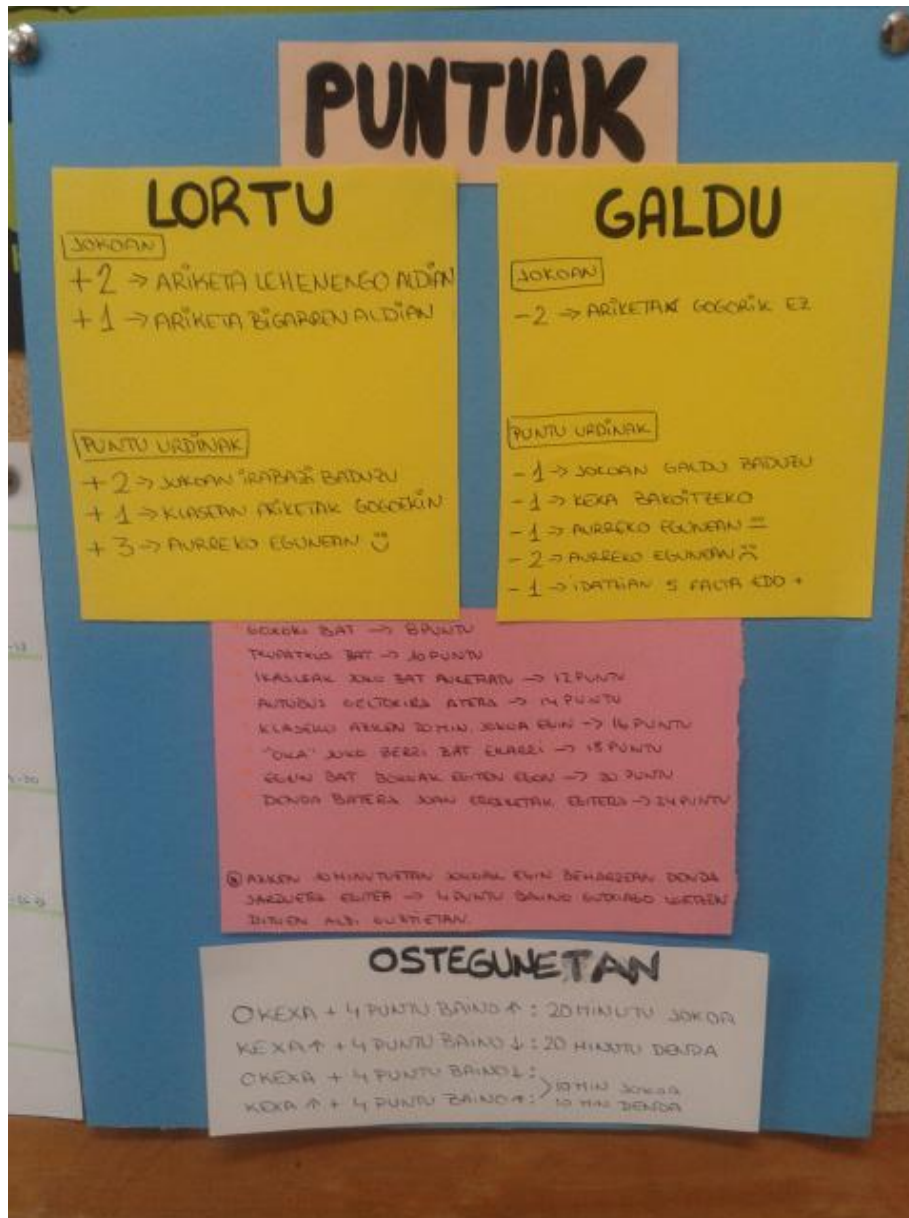 PUNTUAK
LORTU
JOKOAN
+2 → ARIKETA LEHENENGO ALDIAN
+1 → ARIKETA BIGARREN ALDIAN
PUNTU URDINAK
+2 → JOKOAN IRABAZI BADUZU
+1 → KLASEAN ARIKETAK GOGOEKIN
+3 → AURREKO EGUNEAN
GALDU
JOKOAN
-2 → ARIKETAK GOGORIK EZ
PUNTU URDINAK
-1 → JOKOAN GALDU BADUZU
-1 → KEXA BAKOITZEKO
-1 → AURREKO EGUNEAN
-2 → AURREKO EGUNEAN
-1 → IDATZIAN 5 FALTA EDO +
GOXOKI BAT → 8 PUNTU
BAT → 10 PUNTU
IKASLEAK JOKO BAT AUKERATU → 12 PUNTU
AUTOBUS GELTOKIRA ATERA → 14 PUNTU
KLASEKO AZKEN 20 MIN. JOKOA EGIN → 16 PUNTU
"OKA" JOKO BERRI BAT EKARRI → 18 PUNTU
EGUN BAT EGITEN EGON → 20 PUNTU
DENDA BATERA JOAN EROSKETAK EGITERA → 24 PUNTU
AZKEN 10 MINUTUETAN JOKOAK EGIN BEHARREAN DENDA
JARDUERA EGITEA → 4 PUNTU BAINO GUTXIAGO LORTZEN
DITUEN ALDI GUZTIETAN.
OSTEGUNETAN
0 KEXA + 4 PUNTU BAINO ↑ : 20 MINUTU JOKOA
KEXA ↑ + 4 PUNTU BAINO ↓ : 20 MINUTU DENDA
0 KEXA + 4 PUNTU BAINO ↓ :
KEXA ↑ + 4 PUNTU BAINO ↑ :
10 MIN JOKOA
10 MIN DENDA